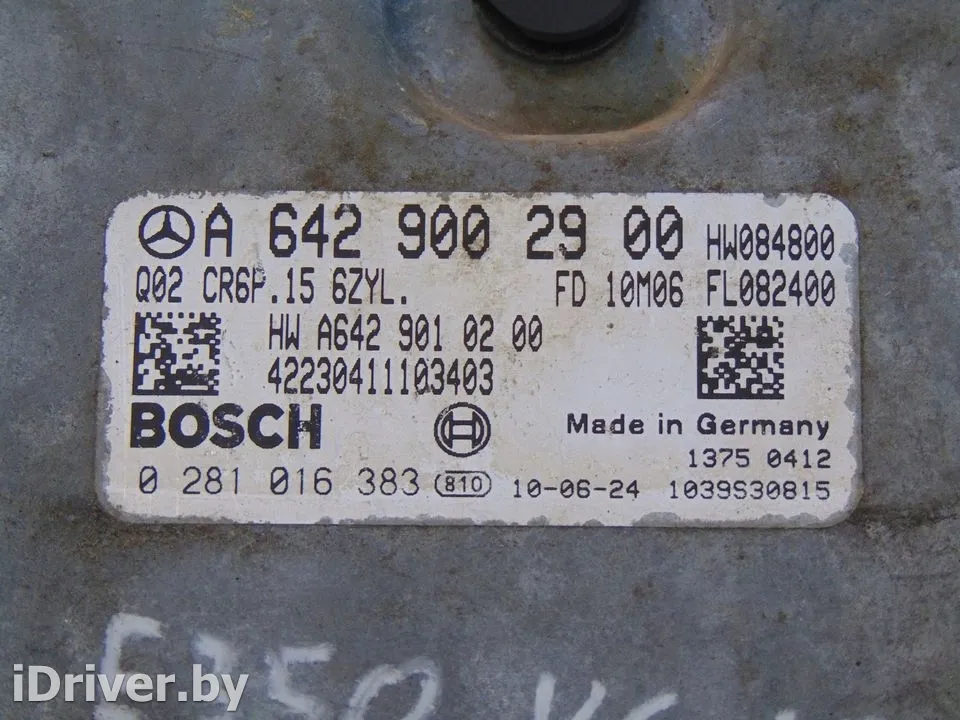 A 642 900 29 00 HW084800
Q02 CR6P.15 6ZYL. FD 10M06 FL082400
HW A642 901 02 00
42230411103403
BOSCH
Made in Germany
1375 0412
0 281 016 383 810 10-06-24 1039S30815
iDriver.by